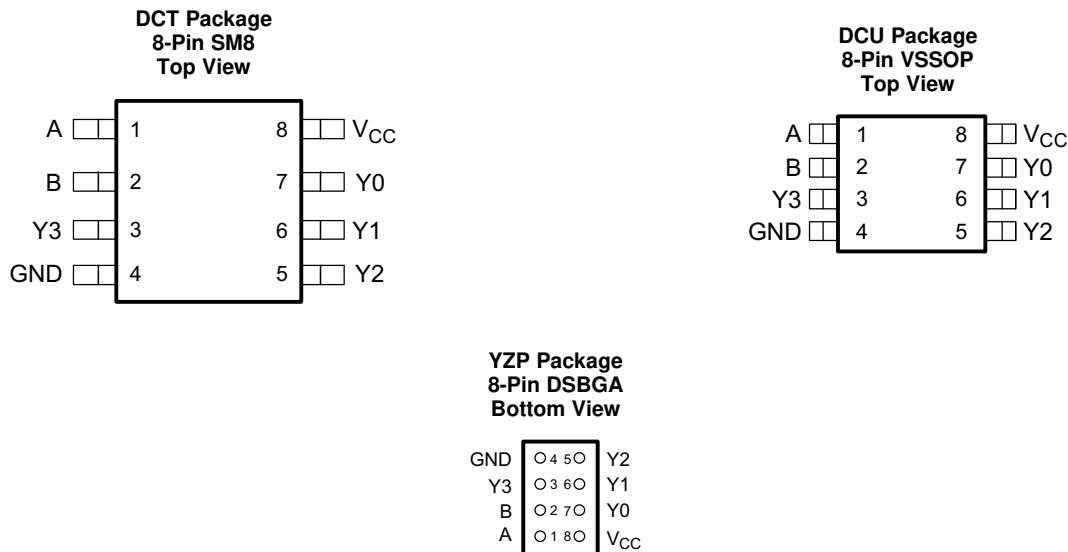 DCT Package
8-Pin SM8
Top View
A 1 8 VCC
B 2 7 Y0
Y3 3 6 Y1
GND 4 5 Y2
DCU Package
8-Pin VSSOP
Top View
A 1 8 VCC
B 2 7 Y0
Y3 3 6 Y1
GND 4 5 Y2
YZP Package
8-Pin DSBGA
Bottom View
GND 4 5 Y2
Y3 3 6 Y1
B 2 7 Y0
A 1 8 VCC